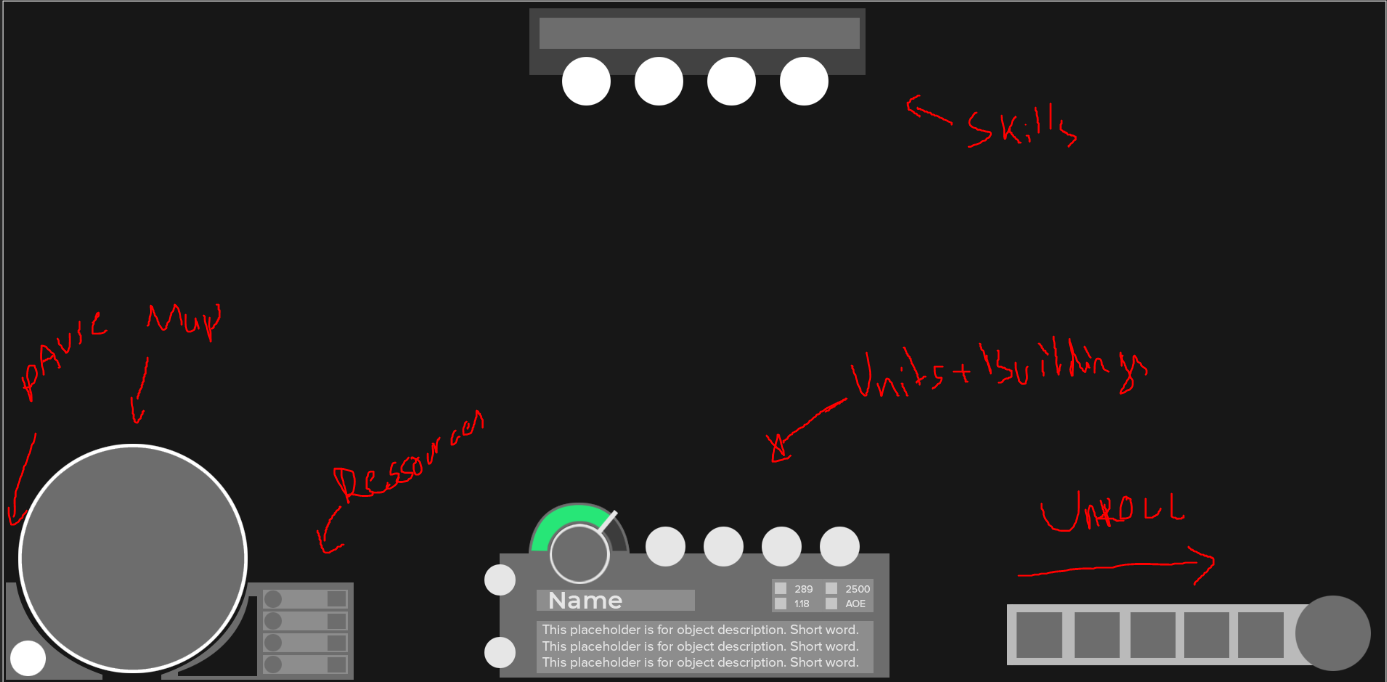 Skills
pAUSE
Map
Ressources
Units + Buildings
UNROLL
Name
289 2500
1.18 AOE
This placeholder is for object description. Short word.
This placeholder is for object description. Short word.
This placeholder is for object description. Short word.